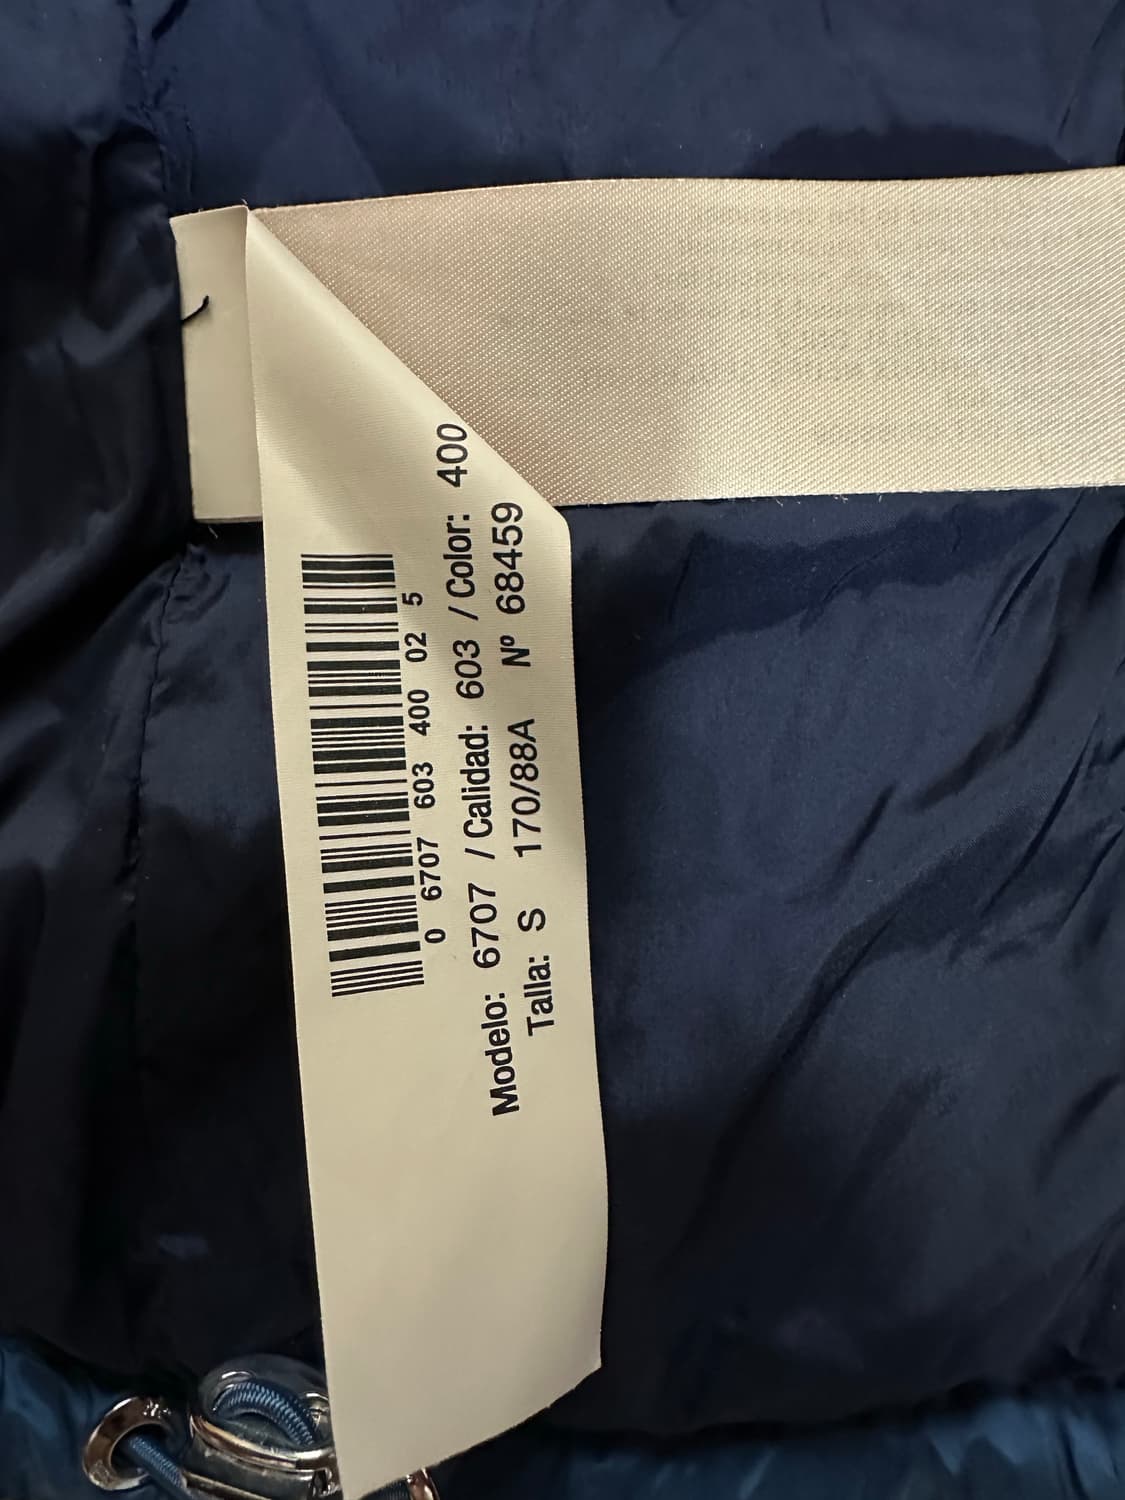 0 6707 603 400 02 5
Modelo: 6707 / Calidad: 603 / Color: 400
Talla: S 170/88A Nº 68459